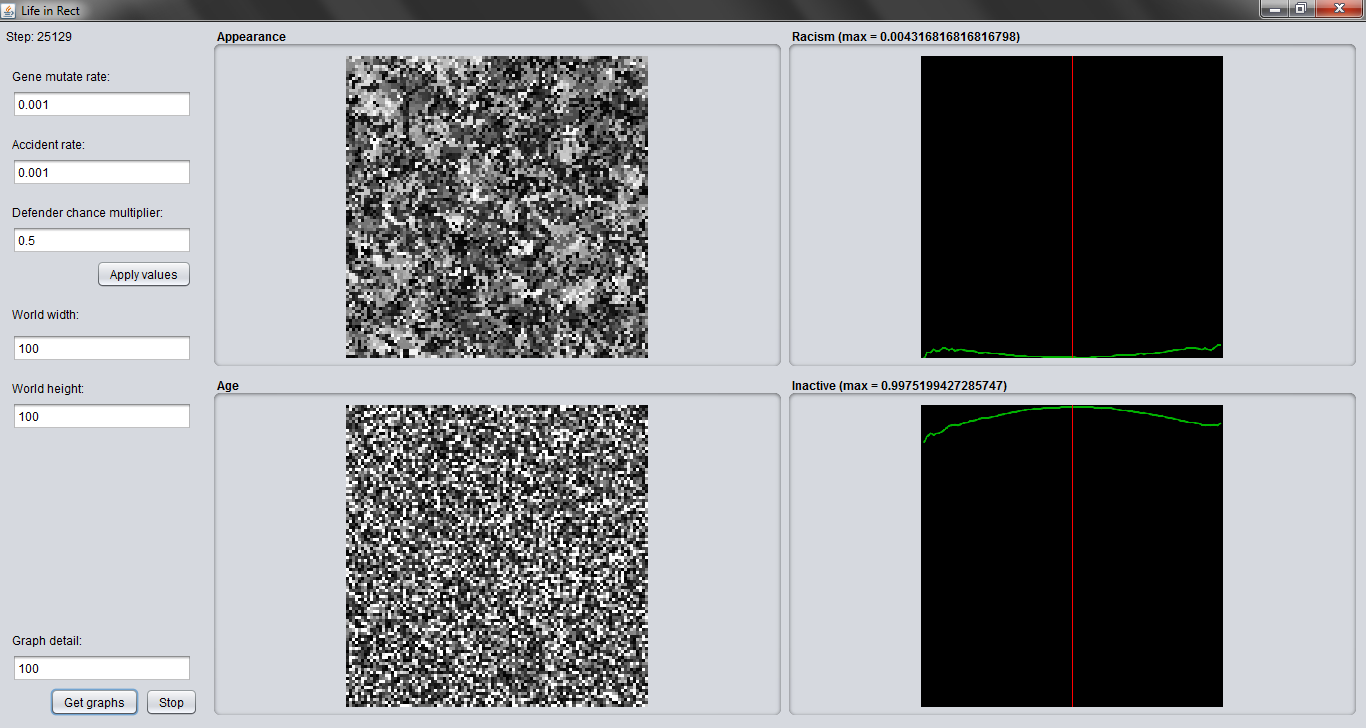 Life in Rect
Step: 25129
Gene mutate rate:
0.001
Accident rate:
0.001
Defender chance multiplier:
0.5
Apply values
World width:
100
World height:
100
Graph detail:
100
Get graphs
Stop
Appearance
Racism (max = 0.004316816816816798)
Age
Inactive (max = 0.9975199427285747)